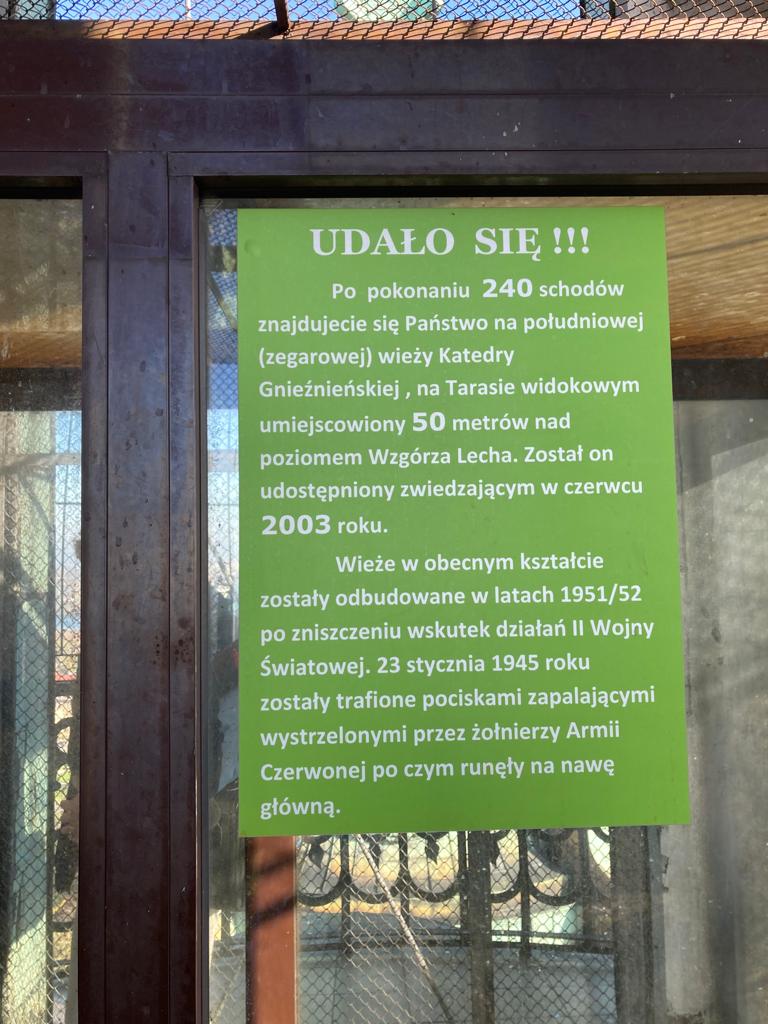 UDAŁO SIĘ !!!
Po pokonaniu 240 schodów
znajdujecie się Państwo na południowej
(zegarowej) wieży Katedry
Gnieźnieńskiej , na Tarasie widokowym
umiejscowiony 50 metrów nad
poziomem Wzgórza Lecha. Został on
udostępniony zwiedzającym w czerwcu
2003 roku.
Wieże w obecnym kształcie
zostały odbudowane w latach 1951/52
po zniszczeniu wskutek działań II Wojny
Światowej. 23 stycznia 1945 roku
zostały trafione pociskami zapalającymi
wystrzelonymi przez żołnierzy Armii
Czerwonej po czym runęły na nawę
główną.